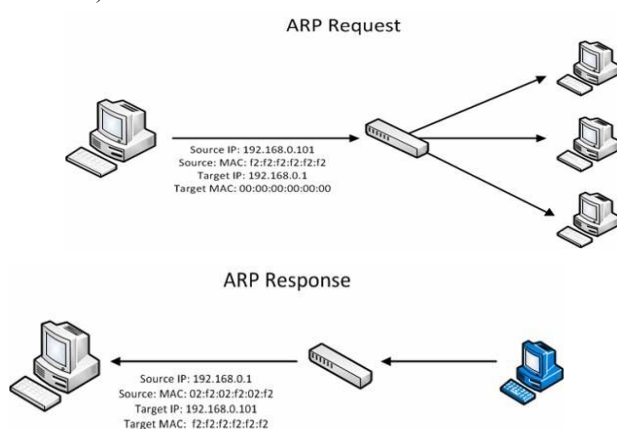 ARP Request
Source IP: 192.168.0.101
Source: MAC: f2:f2:f2:f2:f2:f2
Target IP: 192.168.0.1
Target MAC: 00:00:00:00:00:00
ARP Response
Source IP: 192.168.0.1
Source: MAC: 02:f2:02:f2:02:f2
Target IP: 192.168.0.101
Target MAC: f2:f2:f2:f2:f2:f2